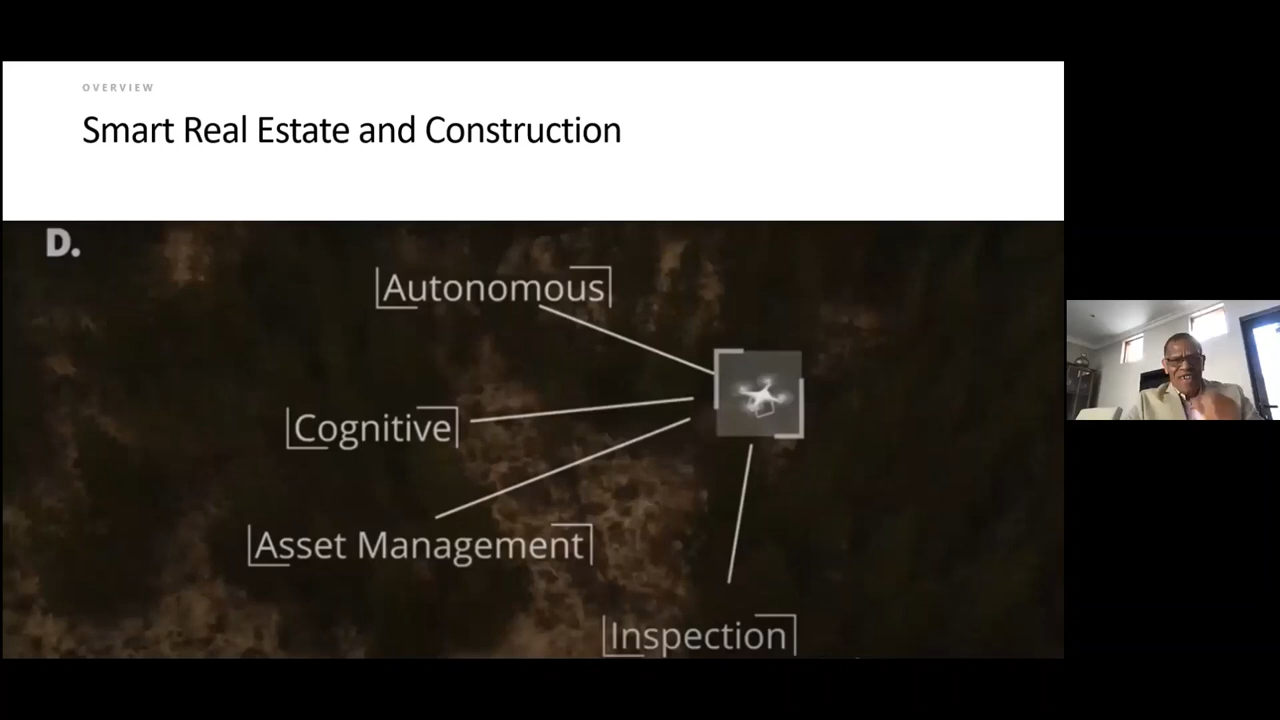 OVERVIEW
Smart Real Estate and Construction
D.
Autonomous
Cognitive
Asset Management
Inspection